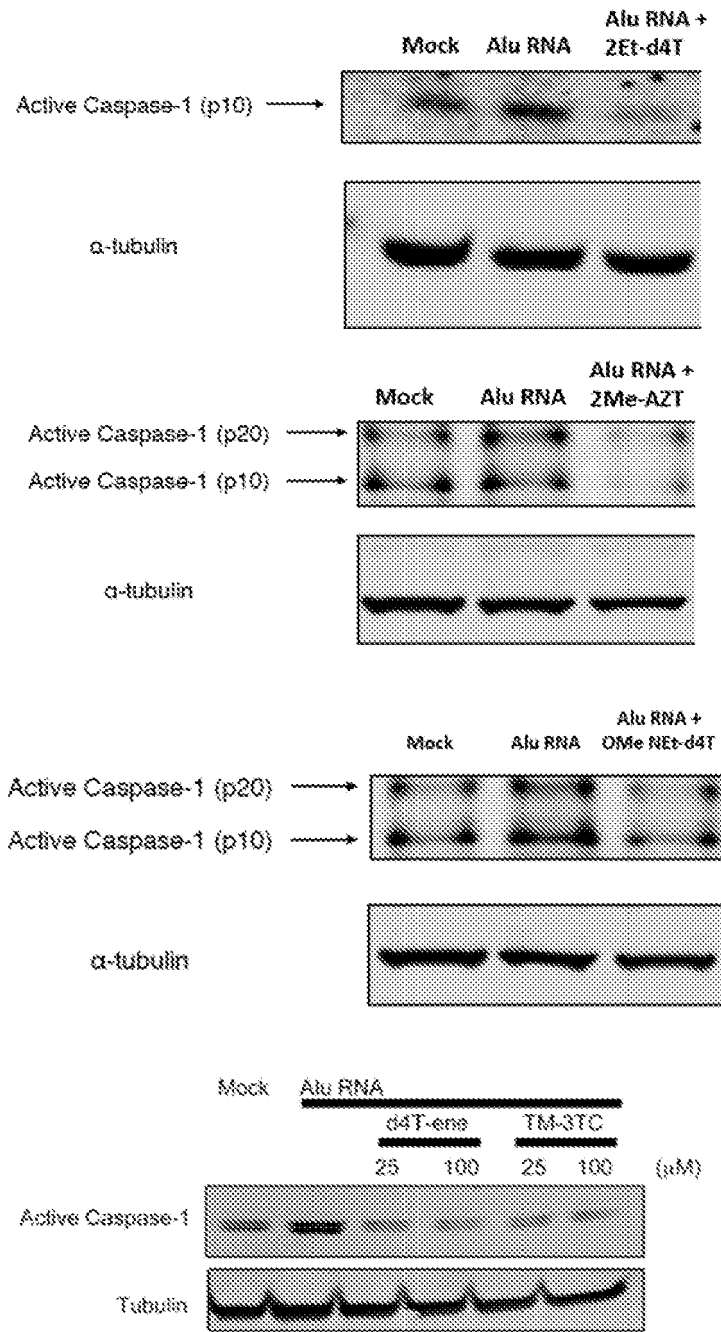 Alu RNA +
Mock Alu RNA 2Et-d4T
Active Caspase-1 (p10)
α-tubulin
Alu RNA +
Mock Alu RNA 2Me-AZT
Active Caspase-1 (p20)
Active Caspase-1 (p10)
α-tubulin
Alu RNA +
Mock Alu RNA OMe NEt-d4T
Active Caspase-1 (p20)
Active Caspase-1 (p10)
α-tubulin
Mock Alu RNA
d4T-ene TM-3TC
25 100 25 100 (μM)
Active Caspase-1
Tubulin